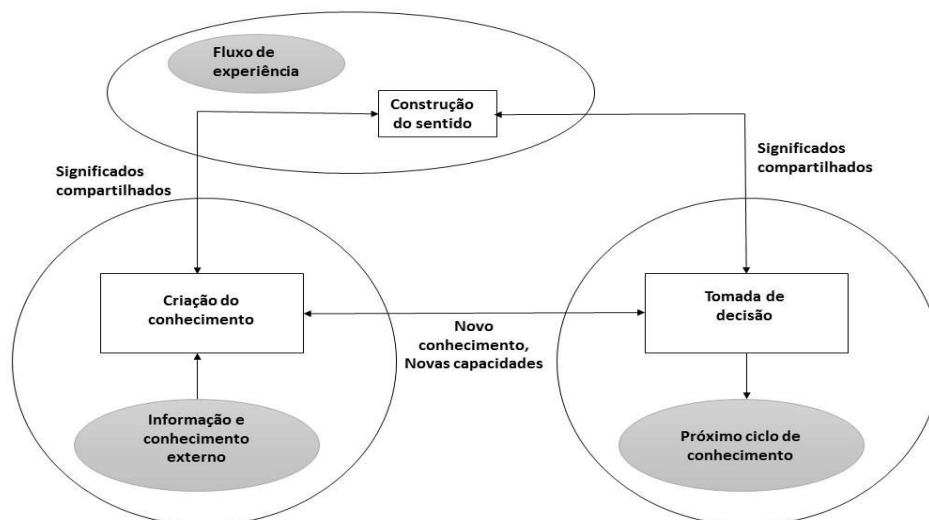 Fluxo de
experiência
Construção
do sentido
Significados
compartilhados
Significados
compartilhados
Criação do
conhecimento
Tomada de
decisão
Novo
conhecimento,
Novas capacidades
Informação e
conhecimento
externo
Próximo ciclo de
conhecimento